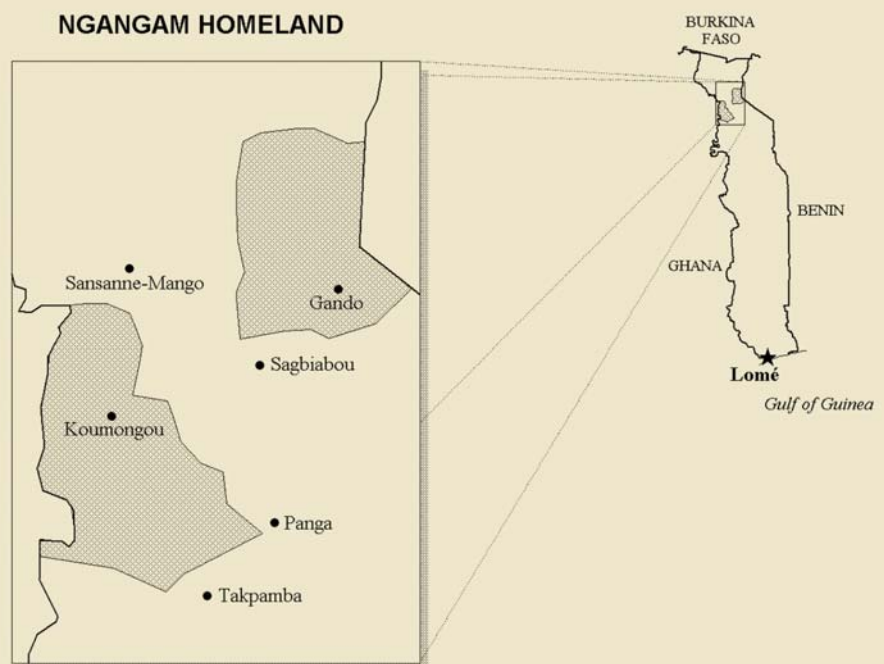 NGANGAM HOMELAND
BURKINA
FASO
BENIN
GHANA
Lomé
Gulf of Guinea
Sansanne-Mango
Gando
Sagbiabou
Koumongou
Panga
Takpamba